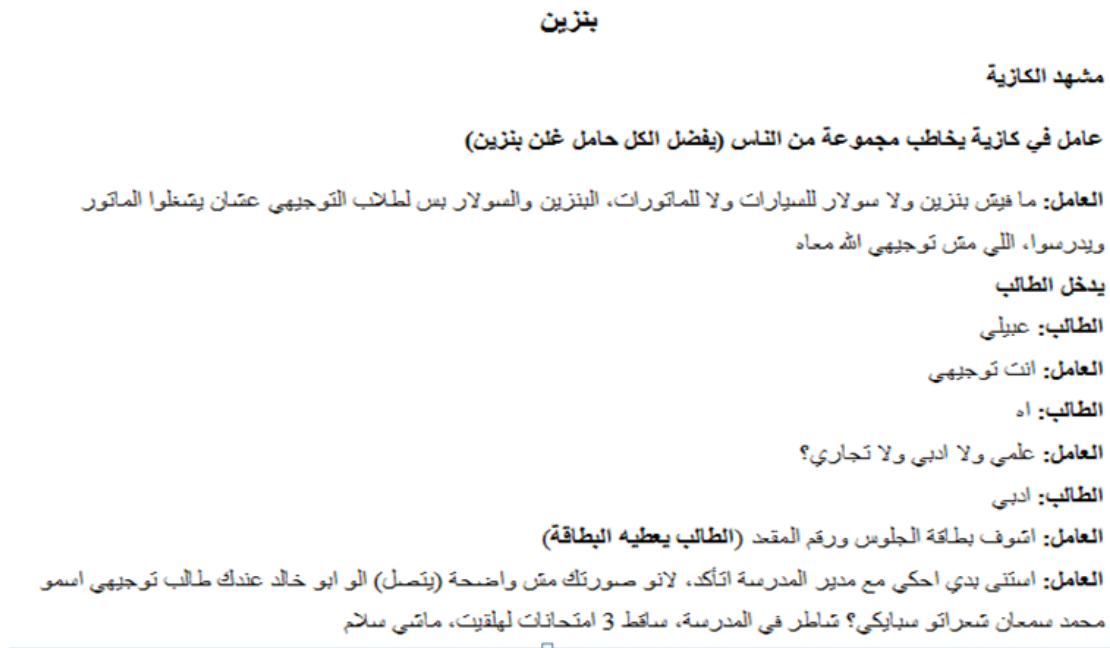 بنزين
مشهد الكازية
عامل في كازية يخاطب مجموعة من الناس (يفضل الكل حامل غلن بنزين)
العامل: ما فيش بنزين ولا سولار للسيارات ولا للماتورات، البنزين والسولار بس لطلاب التوجيهي عشان يشغلوا الماتور
ويدرسوا، اللي مش توجيهي الله معاه
يدخل الطالب
الطالب: عبيلي
العامل: انت توجيهي
الطالب: اه
العامل: علمي ولا ادبي ولا تجاري؟
الطالب: ادبي
العامل: اشوف بطاقة الجلوس ورقم المقعد (الطالب يعطيه البطاقة)
العامل: استنى بدي احكي مع مدير المدرسة اتأكد، لانو صورتك مش واضحة (يتصل) الو ابو خالد عندك طالب توجيهي اسمو
محمد سمعان شعراتو سبايكي؟ شاطر في المدرسة، ساقط 3 امتحانات لهلقيت، ماشي سلام